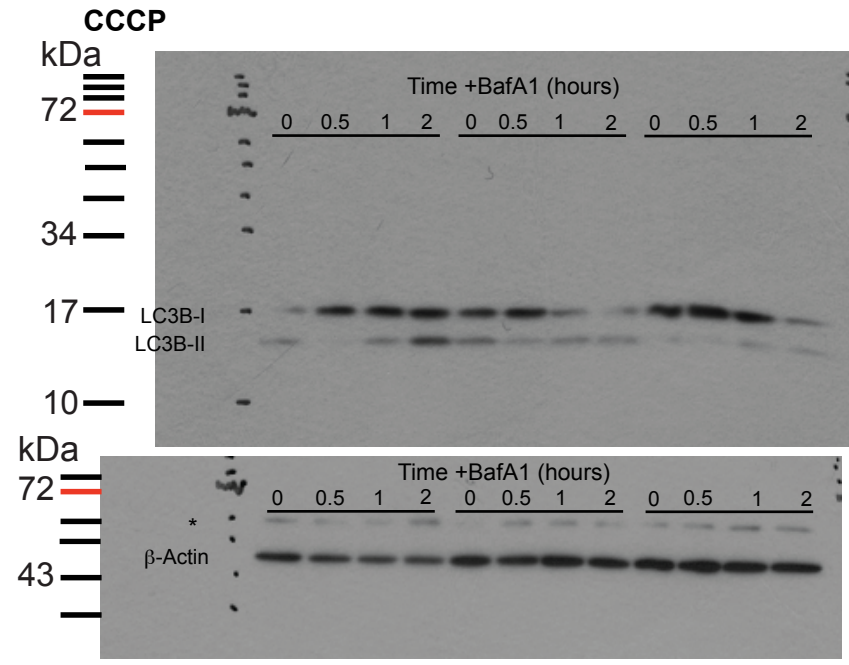 CCCP
kDa
Time +BafA1 (hours)
72
0 0.5 1 2 0 0.5 1 2 0 0.5 1 2
34
17
LC3B-I
LC3B-II
10
kDa
Time +BafA1 (hours)
72
0 0.5 1 2 0 0.5 1 2 0 0.5 1 2
*
β-Actin
43